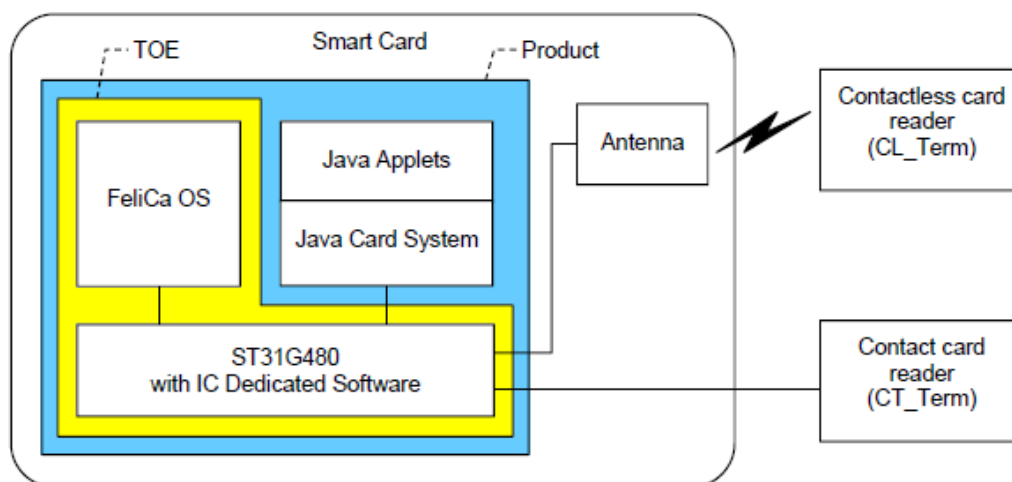 Smart Card
TOE
Product
FeliCa OS
Java Applets
Java Card System
Antenna
Contactless card
reader
(CL_Term)
ST31G480
with IC Dedicated Software
Contact card
reader
(CT_Term)